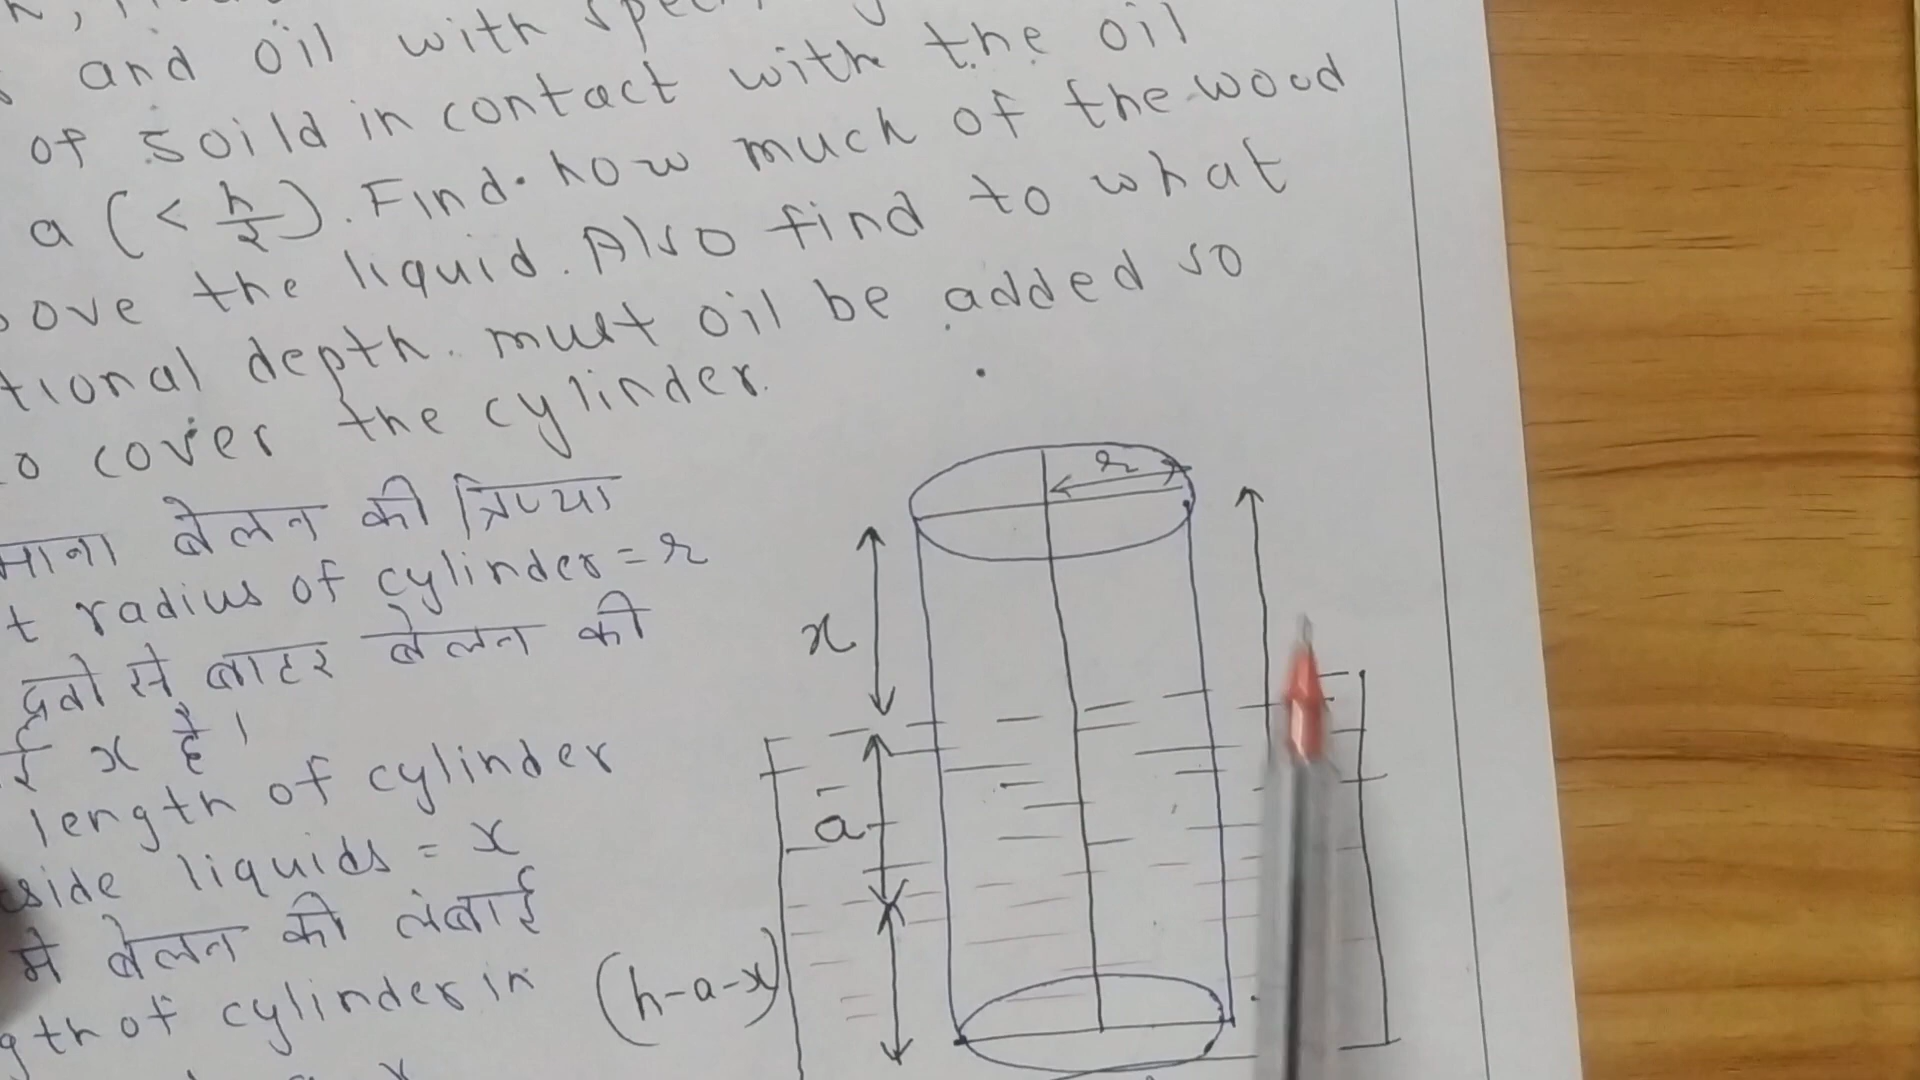 and oil with
of soild in contact with the oil
a (< h/2). Find how much of the wood
ove the liquid. Also find to what
tional depth must oil be added so
o cover the cylinder.
माना बेलन की त्रिज्या
t radius of cylinder = r
द्रवो से बाहर बेलन की
ई x है।
length of cylinder
side liquids = x
मे बेलन की लंबाई
gth of cylinder in
r
x
a
(h-a-x)